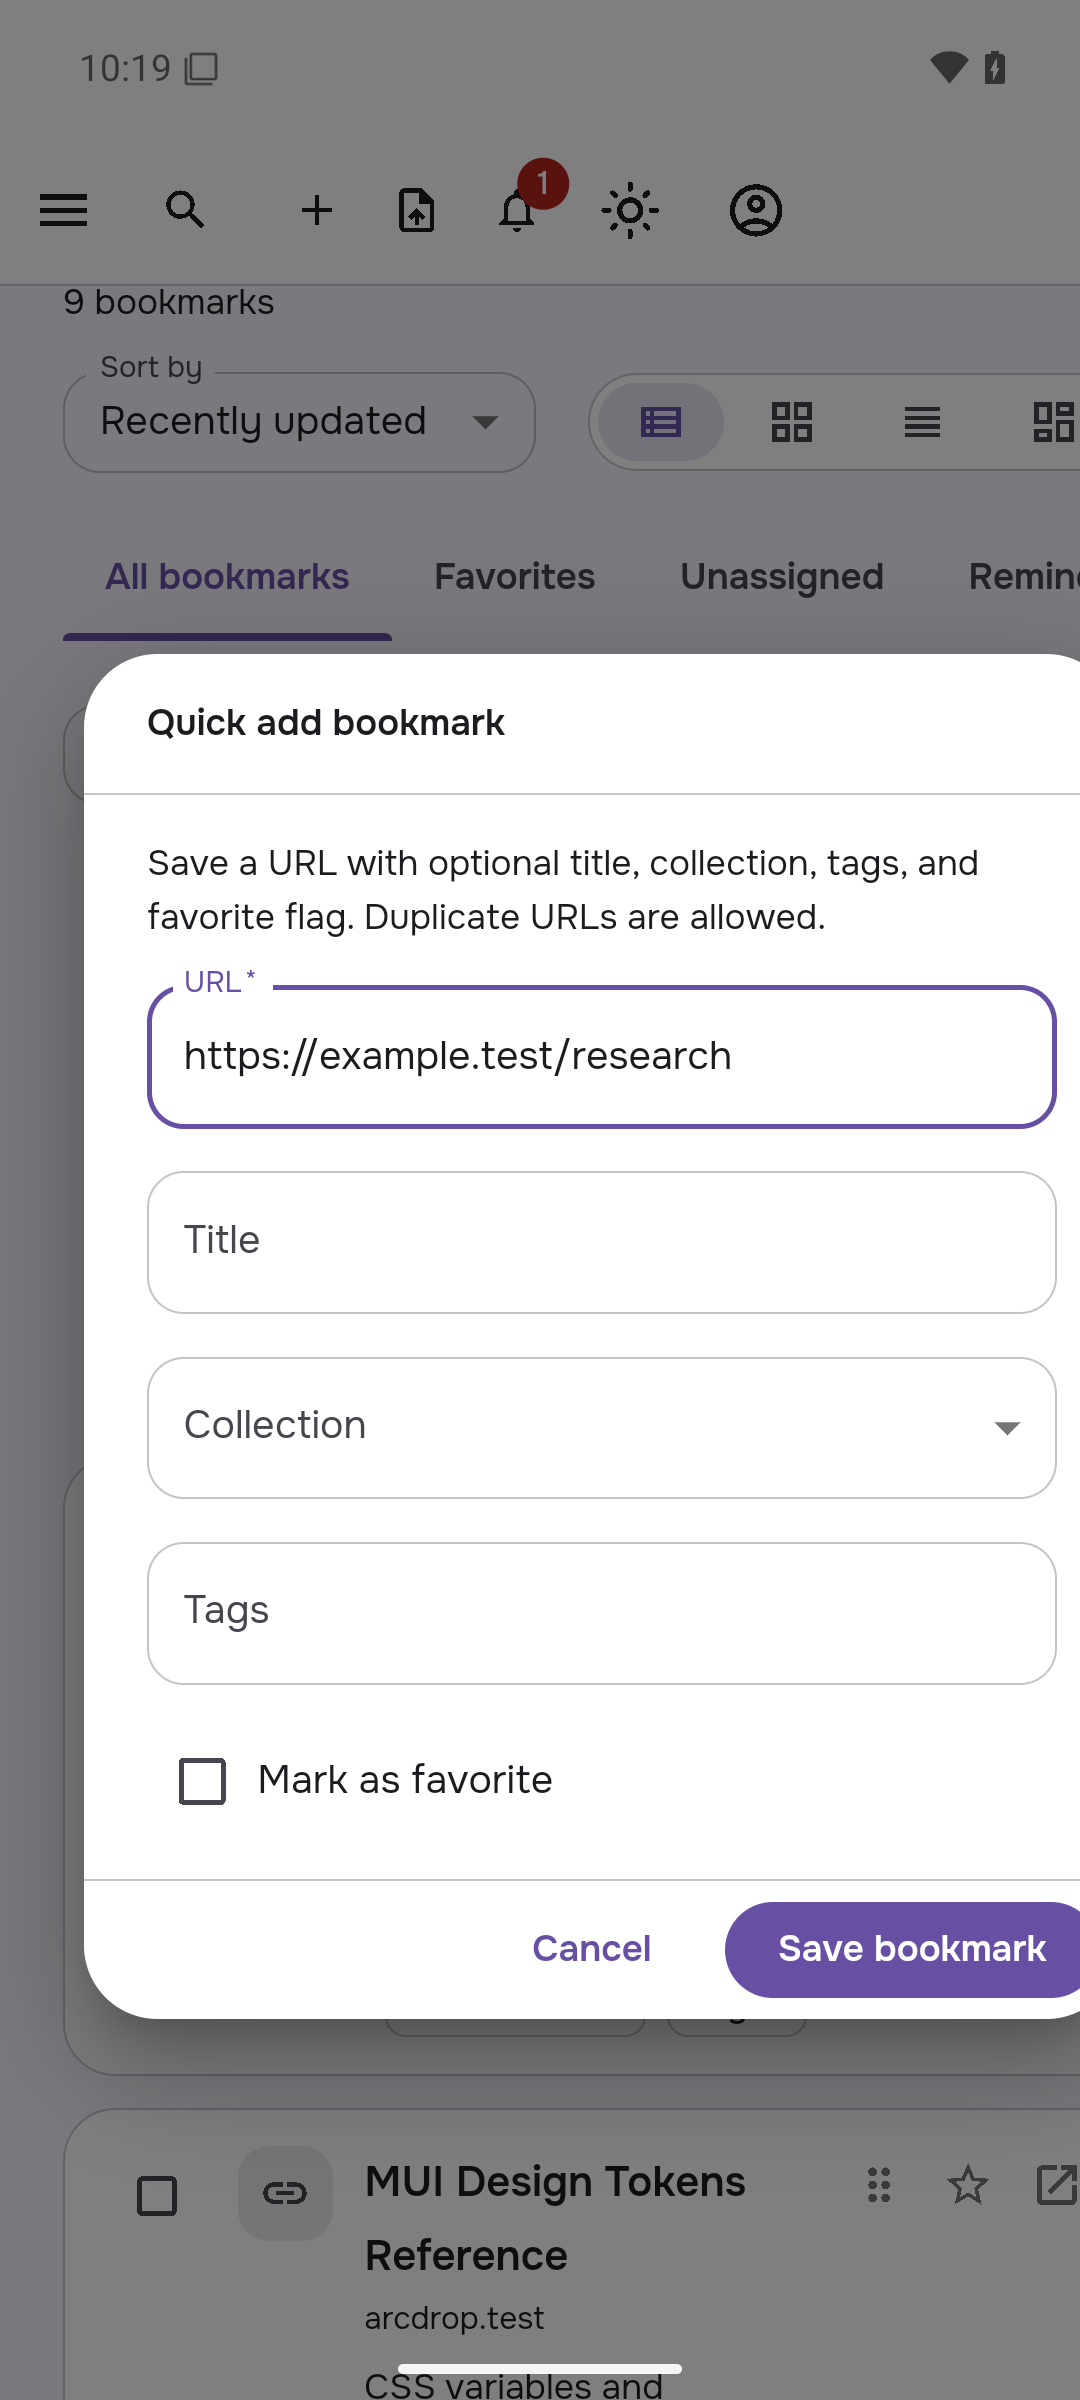 10:19
1
9 bookmarks
Sort by
Recently updated
All bookmarks Favorites Unassigned
Quick add bookmark
Save a URL with optional title, collection, tags, and
favorite flag. Duplicate URLs are allowed.
URL *
https://example.test/research
Title
Collection
Tags
Mark as favorite
Cancel Save bookmark
MUI Design Tokens
Reference
arcdrop.test
CSS variables and